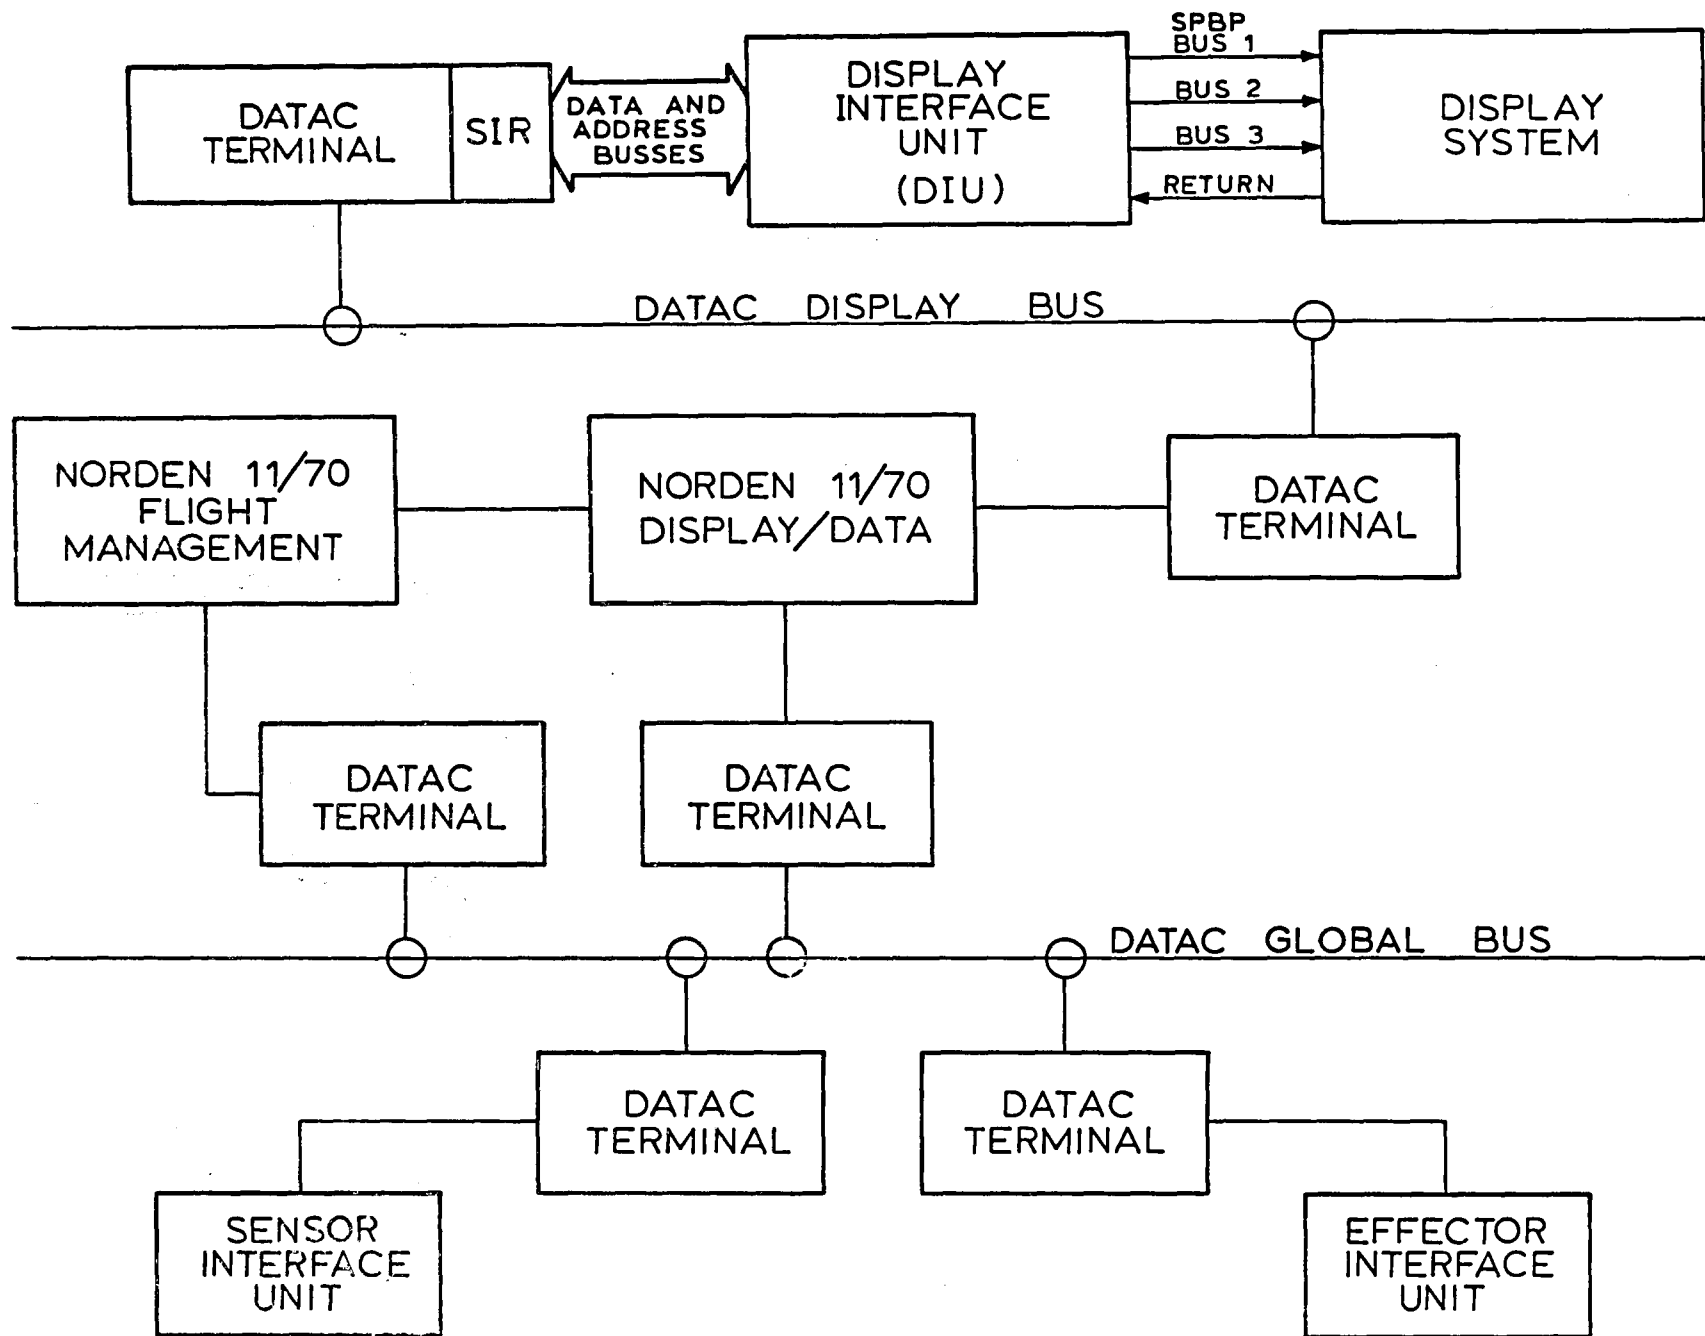 DATAC
TERMINAL
SIR
DATA AND
ADDRESS
BUSSES
DISPLAY
INTERFACE
UNIT
(DIU)
SPBP
BUS 1
BUS 2
BUS 3
RETURN
DISPLAY
SYSTEM
DATAC DISPLAY BUS
NORDEN 11/70
FLIGHT
MANAGEMENT
NORDEN 11/70
DISPLAY/DATA
DATAC
TERMINAL
DATAC
TERMINAL
DATAC
TERMINAL
DATAC GLOBAL BUS
DATAC
TERMINAL
DATAC
TERMINAL
SENSOR
INTERFACE
UNIT
EFFECTOR
INTERFACE
UNIT